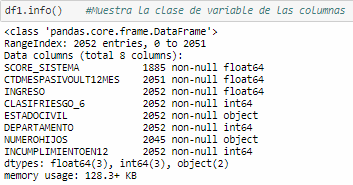 df1.info()    #Muestra la clase de variable de las columnas
<class 'pandas.core.frame.DataFrame'>
RangeIndex: 2052 entries, 0 to 2051
Data columns (total 8 columns):
SCORE_SISTEMA          1885 non-null float64
CTDMESPASIVOULT12MES   2051 non-null float64
INGRESO                2052 non-null float64
CLASIFRIESGO_6         2052 non-null int64
ESTADOCIVIL            2052 non-null object
DEPARTAMENTO           2052 non-null int64
NUMEROHIJOS            2045 non-null object
INCUMPLIMIENTOEN12     2052 non-null int64
dtypes: float64(3), int64(3), object(2)
memory usage: 128.3+ KB